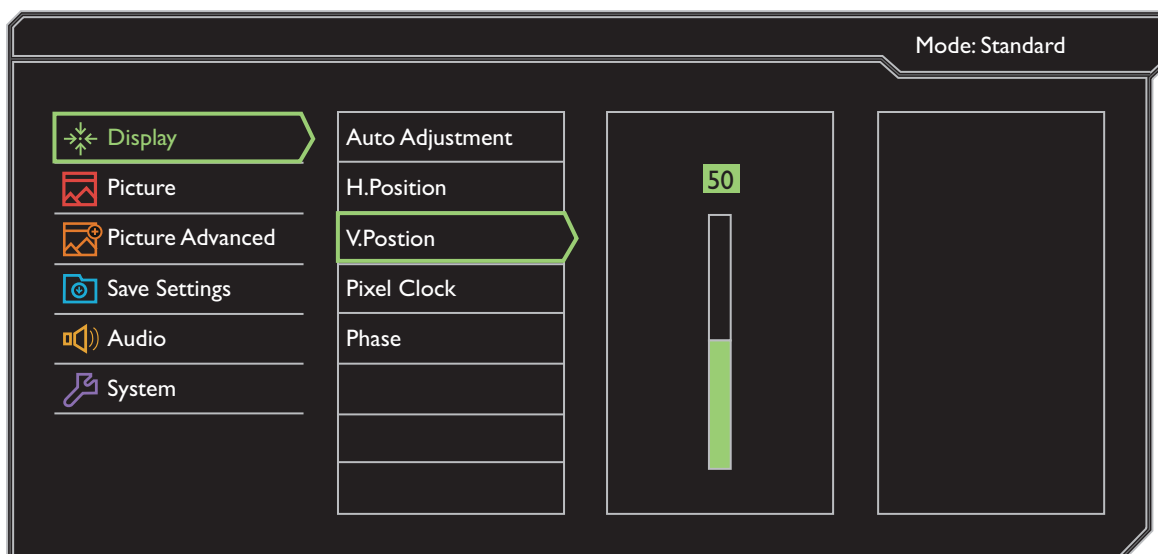 Mode: Standard
Display
Picture
Picture Advanced
Save Settings
Audio
System
Auto Adjustment
H.Position
V.Postion
Pixel Clock
Phase
50